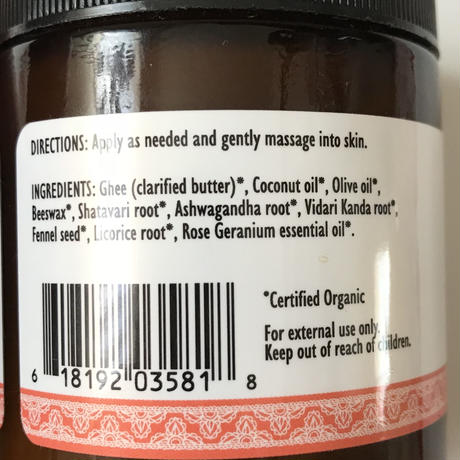 DIRECTIONS: Apply as needed and gently massage into skin.
INGREDIENTS: Ghee (clarified butter)*, Coconut oil*, Olive oil*,
Beeswax*, Shatavari root*, Ashwagandha root*, Vidari Kanda root*,
Fennel seed*, Licorice root*, Rose Geranium essential oil*.
*Certified Organic
For external use only.
Keep out of reach of children.
6 18192 03581 8